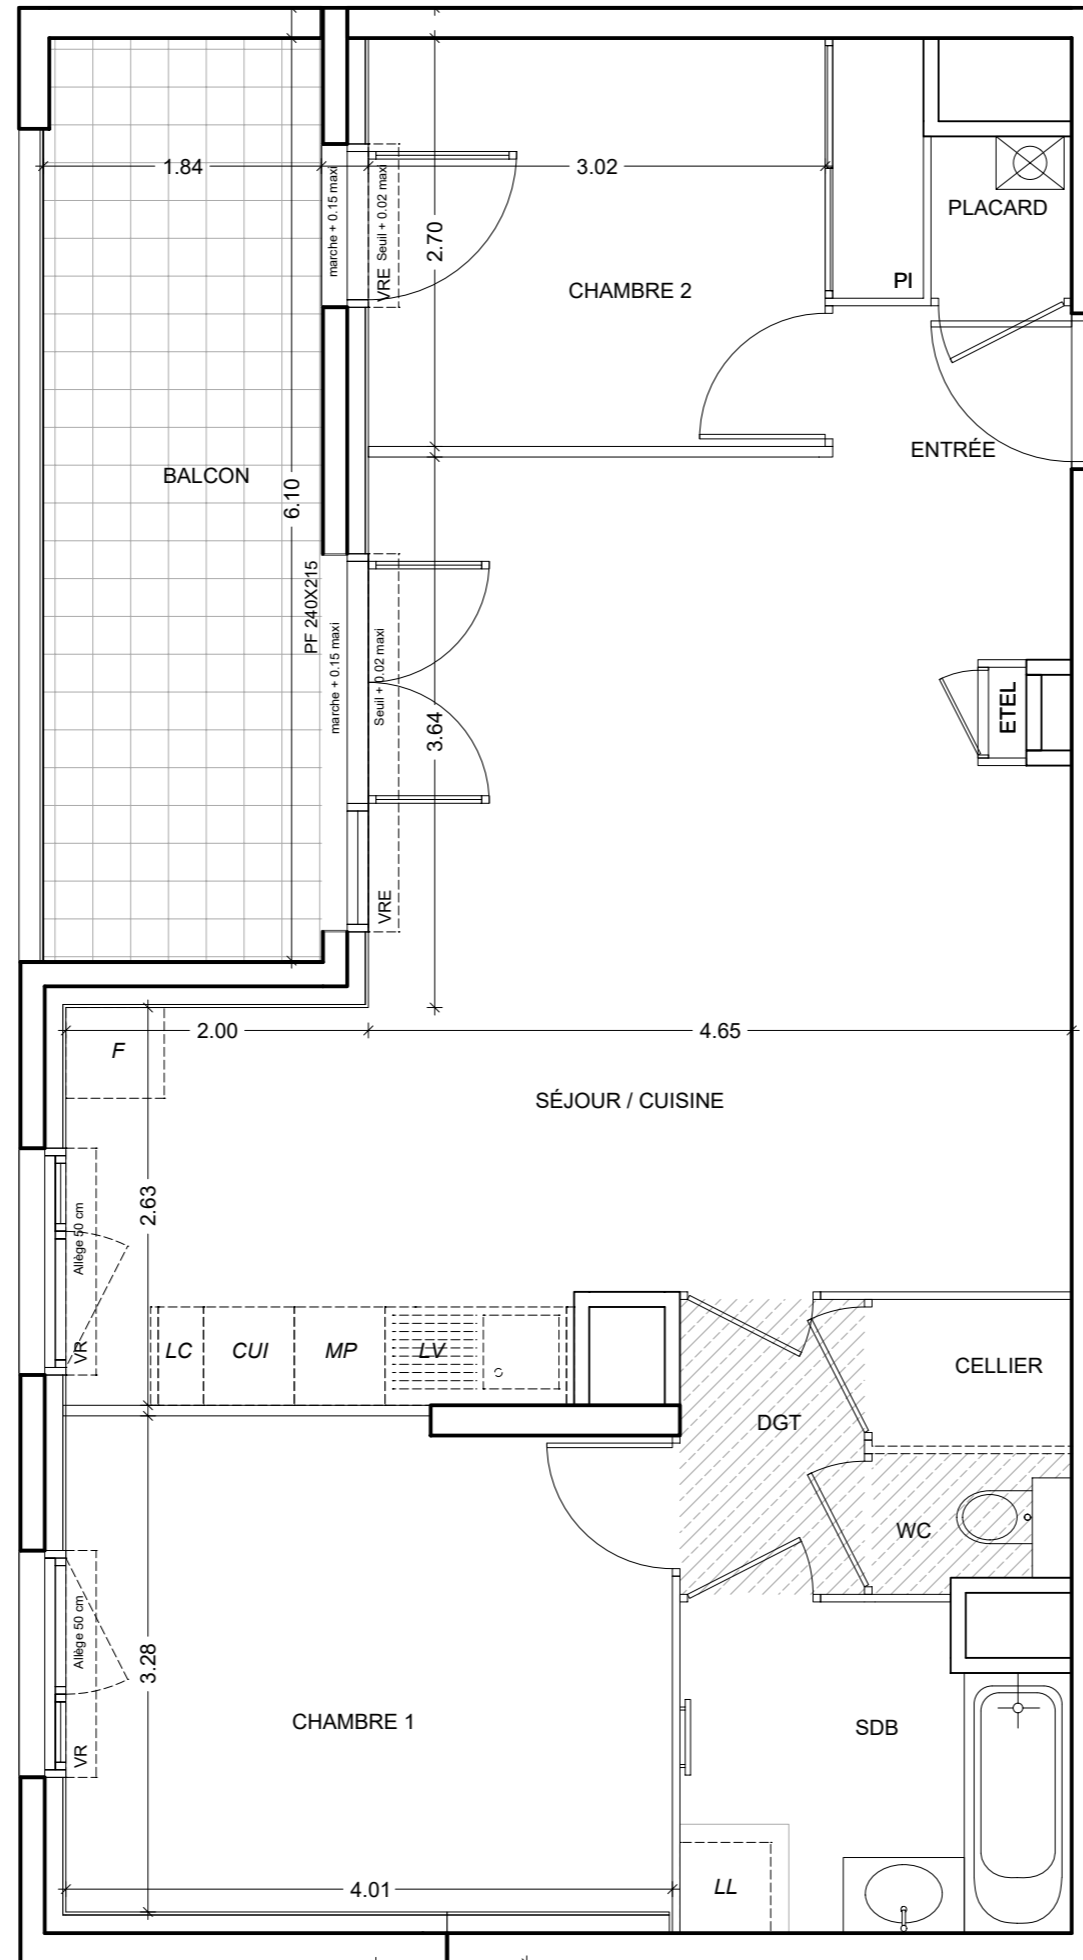 1.84
3.02
marche + 0.15 maxi
VRE
Seuil + 0.02 maxi
2.70
PLACARD
PI
CHAMBRE 2
ENTRÉE
BALCON
6.10
PF 240X215
marche + 0.15 maxi
Seuil + 0.02 maxi
3.64
ETEL
VRE
2.00
4.65
F
SÉJOUR / CUISINE
2.63
Allège 50 cm
VR
LC
CUI
MP
LV
CELLIER
DGT
WC
Allège 50 cm
VR
3.28
CHAMBRE 1
SDB
4.01
LL